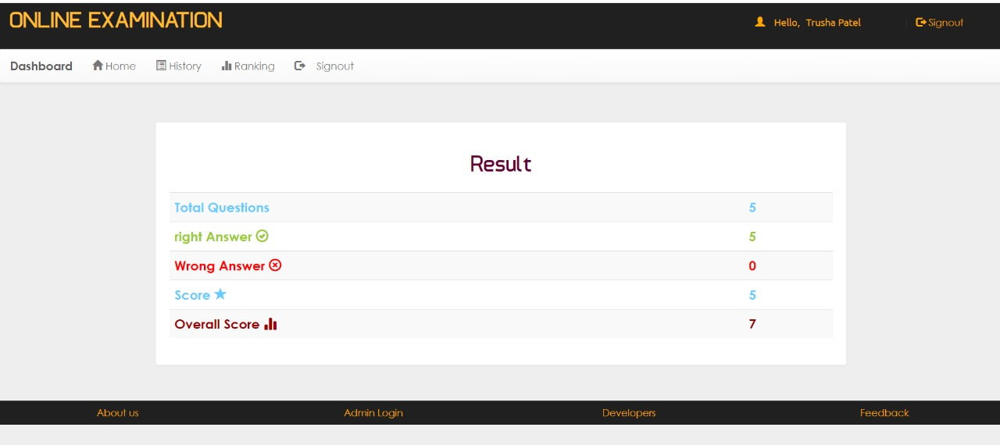 ONLINE EXAMINATION
Hello, Trusha Patel | Signout
Dashboard Home History Ranking Signout
Result
Total Questions 5
right Answer 5
Wrong Answer 0
Score 5
Overall Score 7
About us Admin Login Developers Feedback